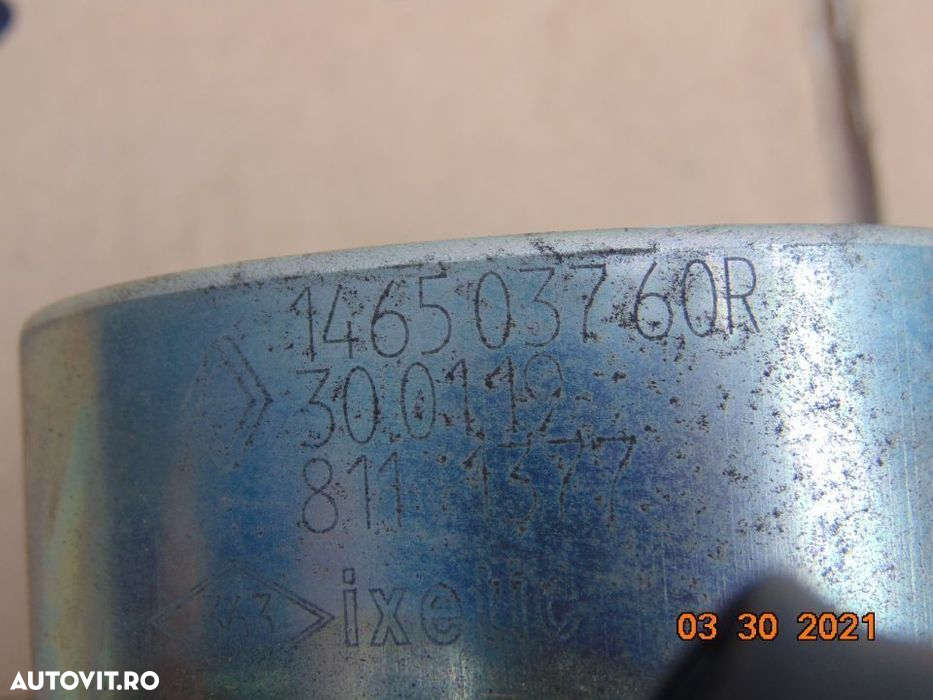 146503760R
300119
811 1377
ixetic
03 30 2021
AUTOVIT.RO